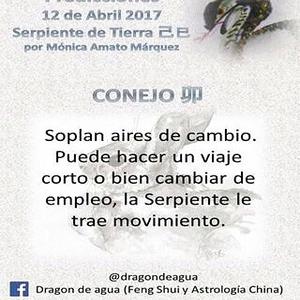 Predicciones
12 de Abril 2017
Serpiente de Tierra 己巳
por Mónica Amato Márquez
CONEJO 卯
Soplan aires de cambio.
Puede hacer un viaje
corto o bien cambiar de
empleo, la Serpiente le
trae movimiento.
@dragondeagua
Dragon de agua (Feng Shui y Astrología China)